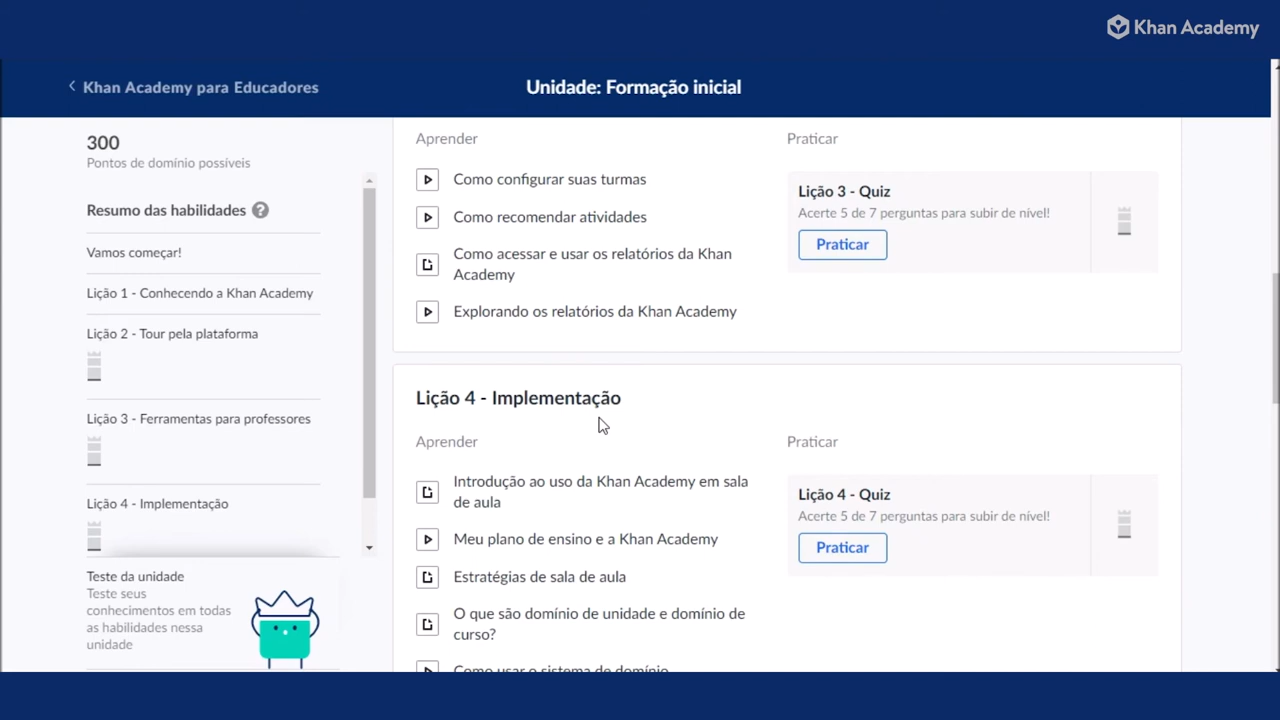 Khan Academy
Khan Academy para Educadores
Unidade: Formação inicial
300
Pontos de domínio possíveis
Resumo das habilidades
Vamos começar!
Lição 1 - Conhecendo a Khan Academy
Lição 2 - Tour pela plataforma
Lição 3 - Ferramentas para professores
Lição 4 - Implementação
Teste da unidade
Teste seus
conhecimentos em todas
as habilidades nessa
unidade
Aprender
Como configurar suas turmas
Como recomendar atividades
Como acessar e usar os relatórios da Khan
Academy
Explorando os relatórios da Khan Academy
Praticar
Lição 3 - Quiz
Acerte 5 de 7 perguntas para subir de nível!
Praticar
Lição 4 - Implementação
Aprender
Introdução ao uso da Khan Academy em sala
de aula
Meu plano de ensino e a Khan Academy
Estratégias de sala de aula
O que são domínio de unidade e domínio de
curso?
Como usar o sistema de domínio
Praticar
Lição 4 - Quiz
Acerte 5 de 7 perguntas para subir de nível!
Praticar